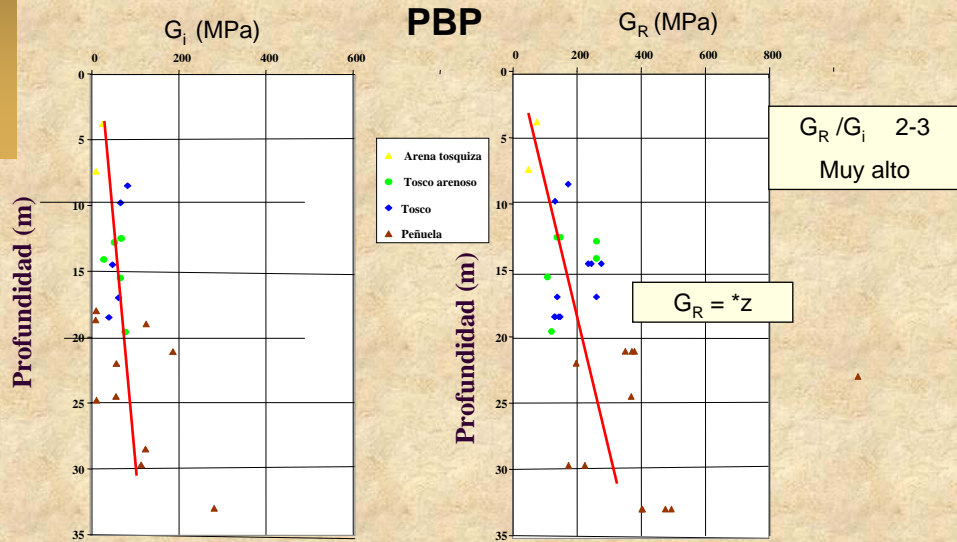 PBP
Gi (MPa)
0 200 400 600
0
5
10
15
20
25
30
35
Profundidad (m)
Arena tosquiza
Tosco arenoso
Tosco
Peñuela
GR (MPa)
0 200 400 600 800
0
5
10
15
20
25
30
35
Profundidad (m)
GR /Gi 2-3
Muy alto
GR = *z